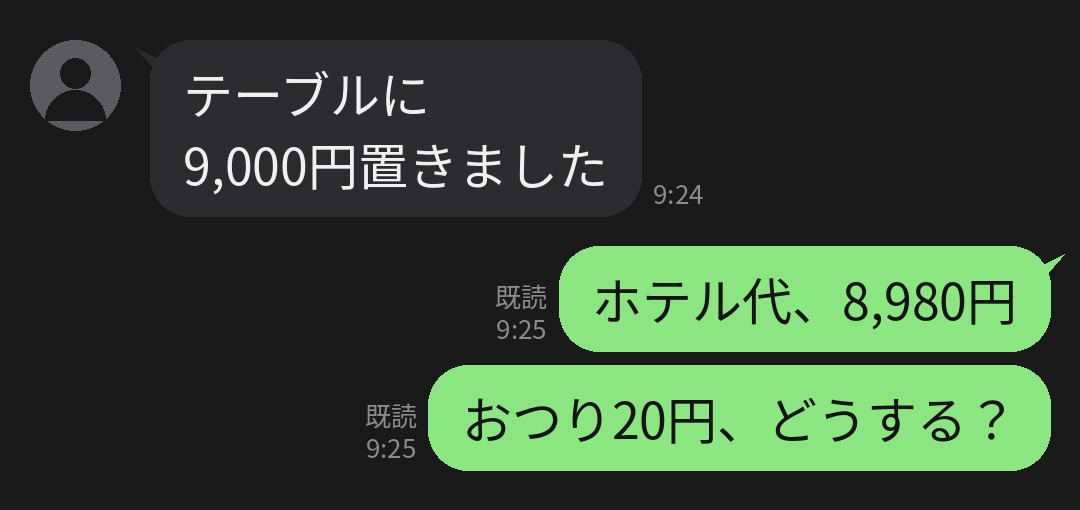 テーブルに
9,000円置きました
9:24
ホテル代、8,980円
既読
9:25
おつり20円、どうする？
既読
9:25